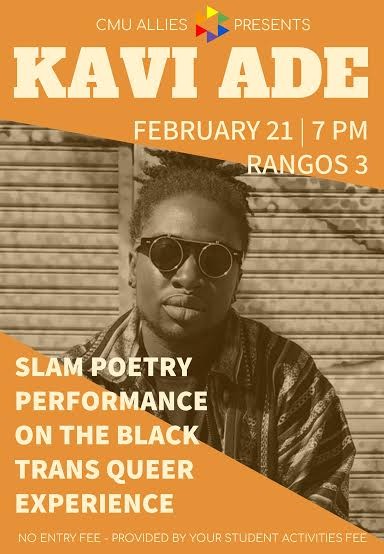 CMU ALLIES PRESENTS
KAVI ADE
FEBRUARY 21 | 7 PM
RANGOS 3
SLAM POETRY
PERFORMANCE
ON THE BLACK
TRANS QUEER
EXPERIENCE
NO ENTRY FEE - PROVIDED BY YOUR STUDENT ACTIVITIES FEE